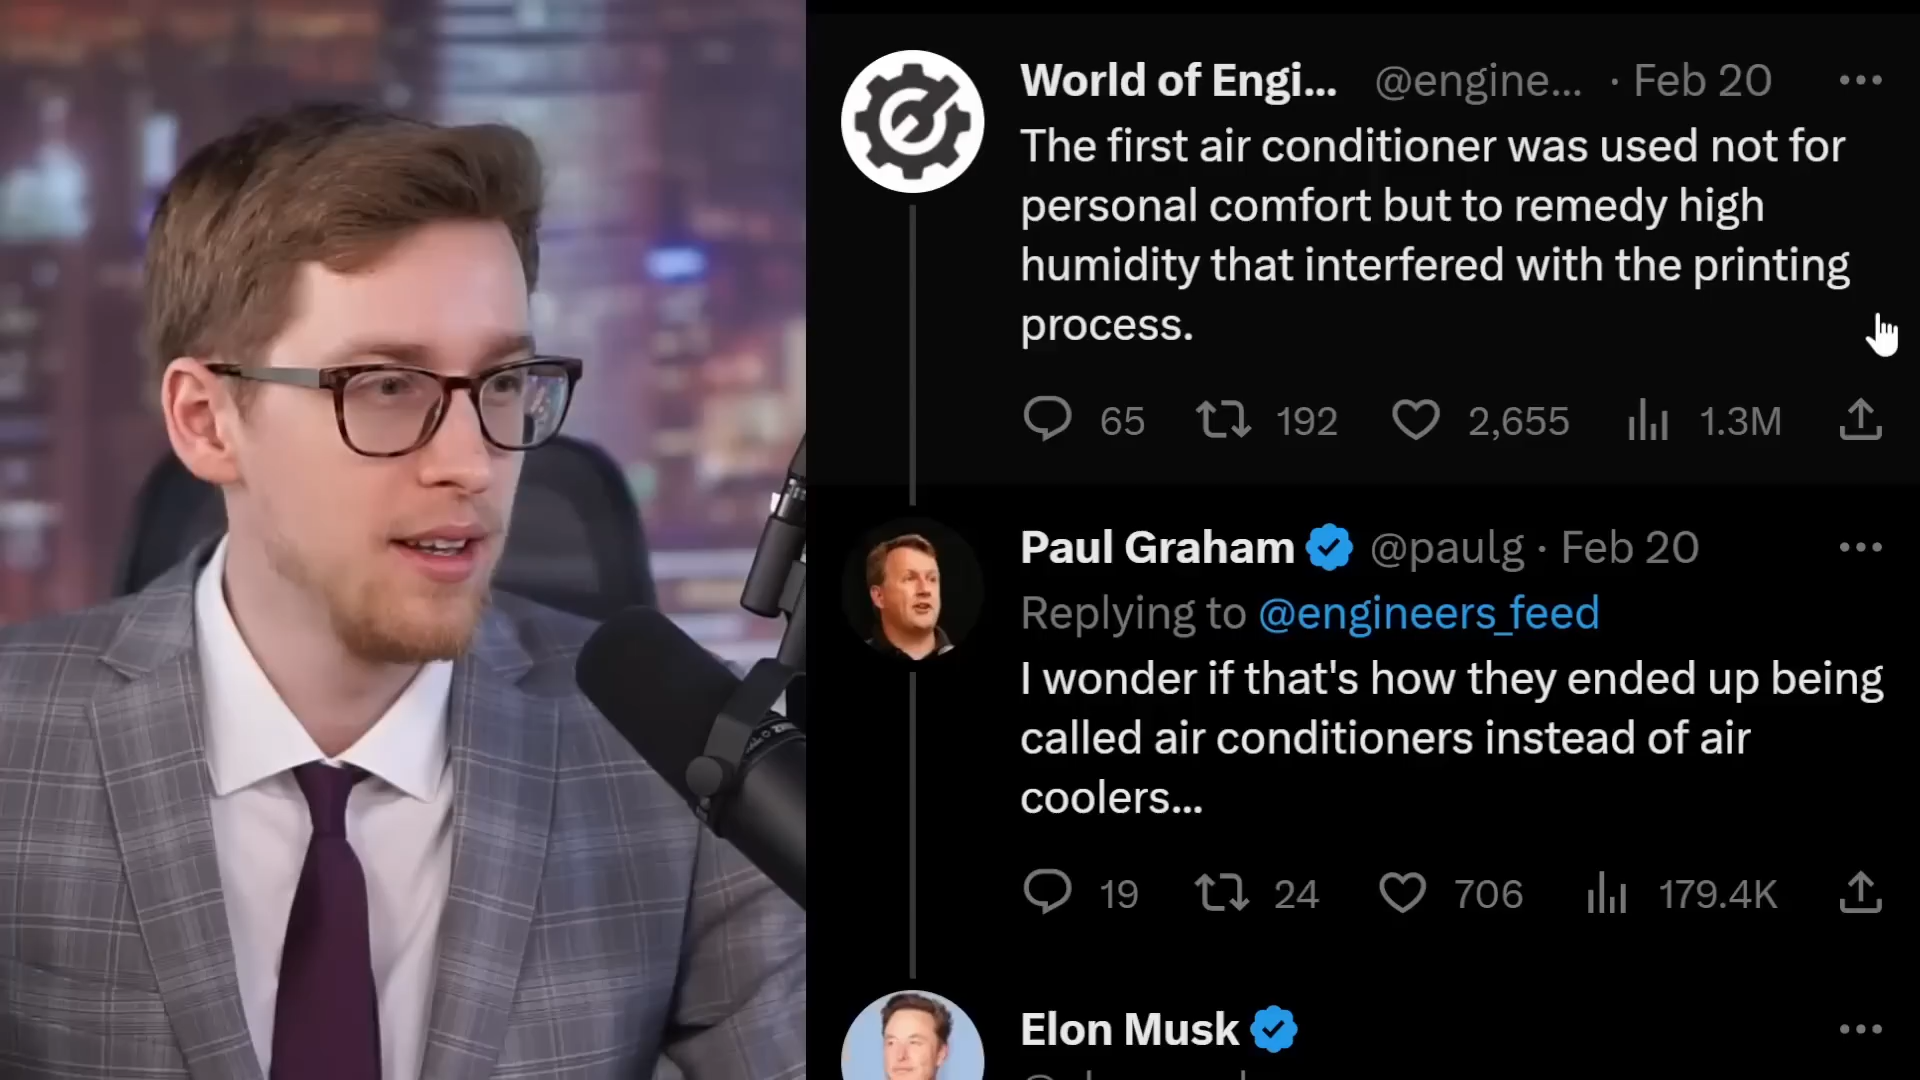 World of Engi... @engine... · Feb 20
The first air conditioner was used not for
personal comfort but to remedy high
humidity that interfered with the printing
process.
65 192 2,655 1.3M
Paul Graham @paulg · Feb 20
Replying to @engineers_feed
I wonder if that's how they ended up being
called air conditioners instead of air
coolers...
19 24 706 179.4K
Elon Musk